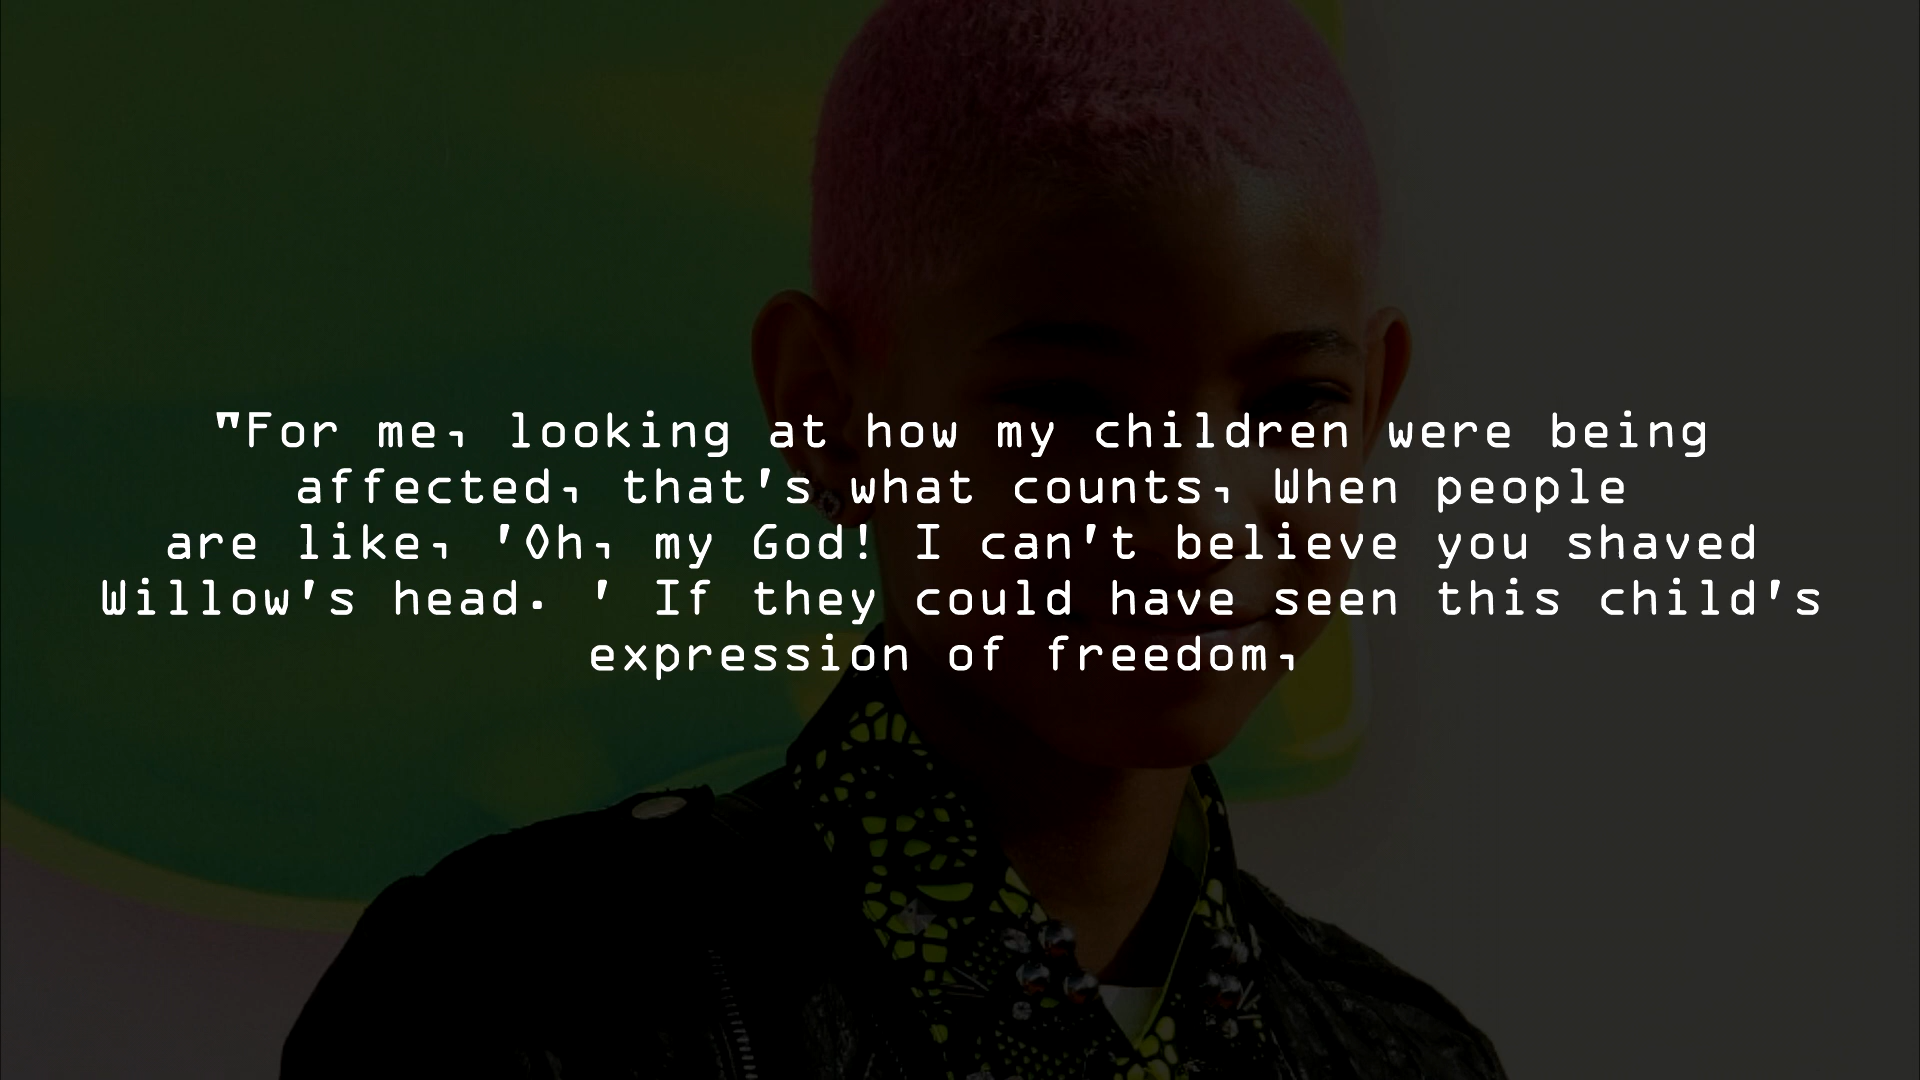 "For me, looking at how my children were being
affected, that's what counts, When people
are like, 'Oh, my God! I can't believe you shaved
Willow's head. ' If they could have seen this child's
expression of freedom,